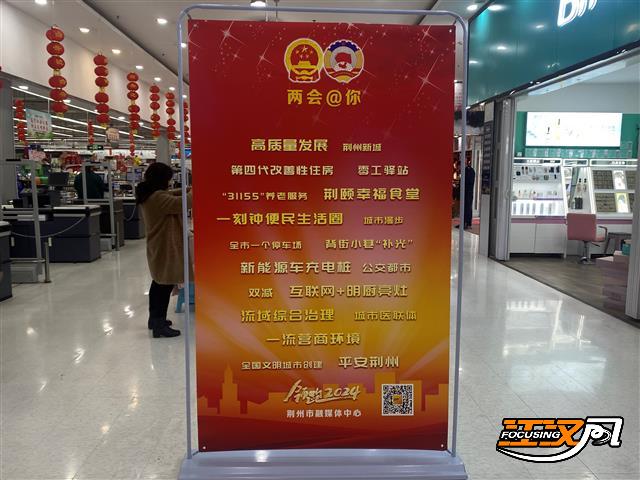 两会@你
高质量发展 荆州新城
第四代改善性住房 零工驿站
"31155"养老服务 荆颐幸福食堂
一刻钟便民生活圈 城市漫步
全市一个停车场 背街小巷"补光"
新能源车充电桩 公交都市
双减 互联网+明厨亮灶
流域综合治理 城市医联体
一流营商环境
全国文明城市创建 平安荆州
2024
荆州市融媒体中心
江汉风
FOCUSING